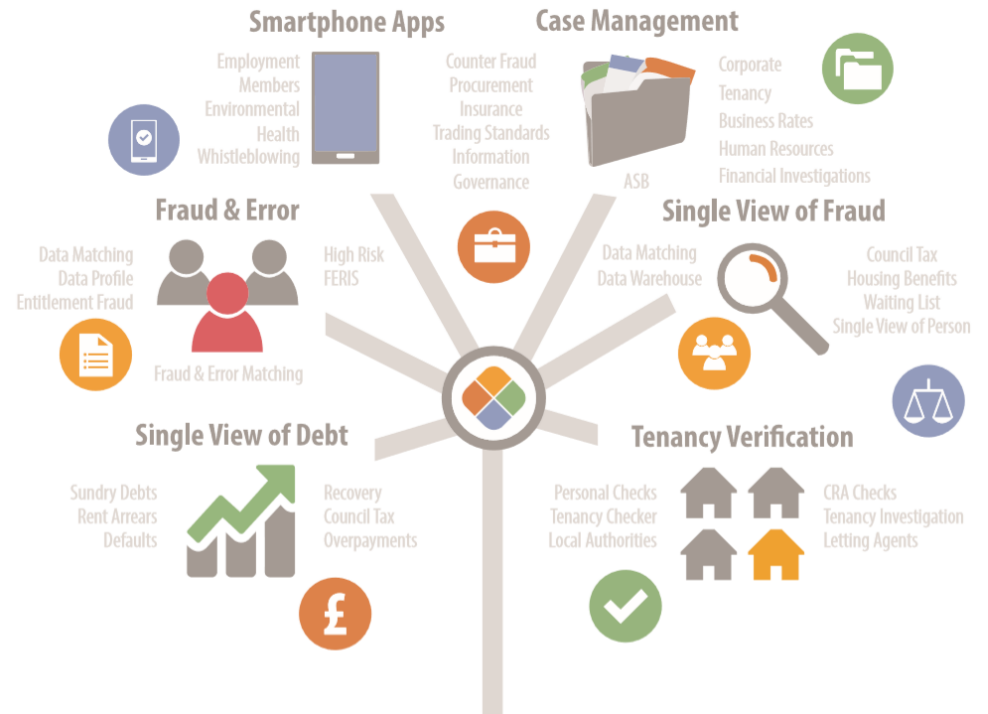 Smartphone Apps
Employment
Members
Environmental
Health
Whistleblowing
Case Management
Counter Fraud
Procurement
Insurance
Trading Standards
Information
Governance
ASB
Corporate
Tenancy
Business Rates
Human Resources
Financial Investigations
Fraud & Error
Data Matching
Data Profile
Entitlement Fraud
High Risk
FERIS
Fraud & Error Matching
Single View of Fraud
Data Matching
Data Warehouse
Council Tax
Housing Benefits
Waiting List
Single View of Person
Single View of Debt
Sundry Debts
Rent Arrears
Defaults
Recovery
Council Tax
Overpayments
£
Tenancy Verification
Personal Checks
Tenancy Checker
Local Authorities
CRA Checks
Tenancy Investigation
Letting Agents